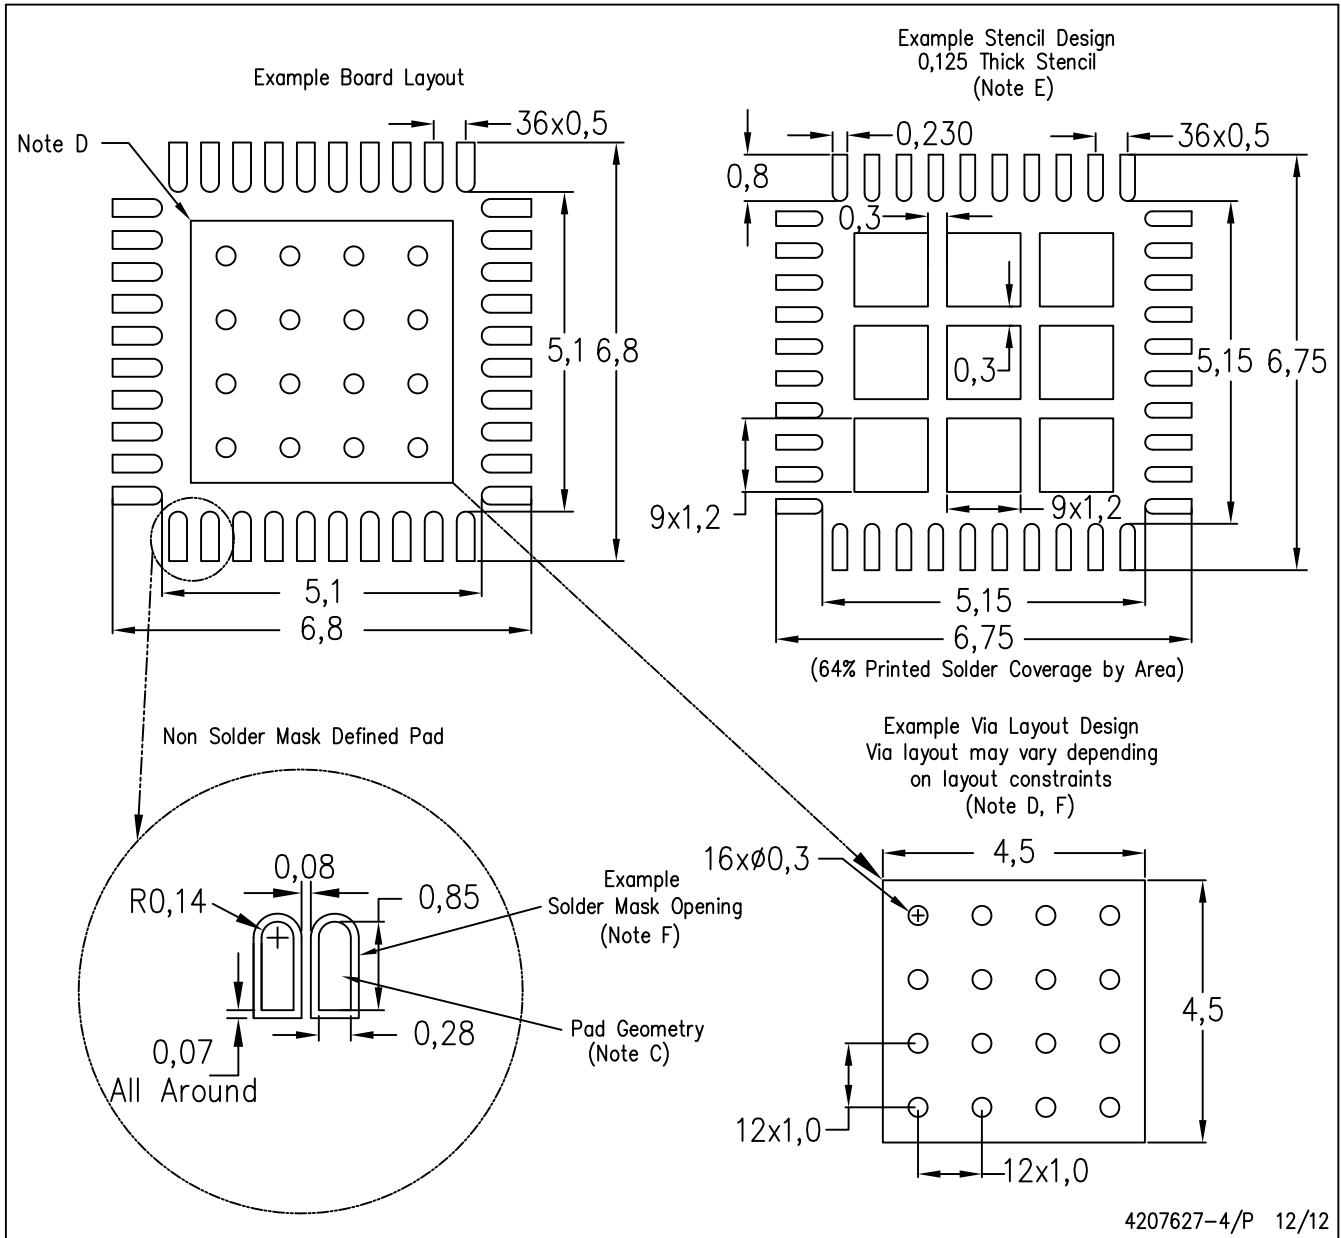 Example Board Layout
Note D
36x0,5
5,1
6,8
5,1
6,8
Example Stencil Design
0,125 Thick Stencil
(Note E)
0,230
36x0,5
0,8
0,3
0,3
5,15
6,75
9x1,2
9x1,2
5,15
6,75
(64% Printed Solder Coverage by Area)
Non Solder Mask Defined Pad
0,08
R0,14
0,85
Example
Solder Mask Opening
(Note F)
0,28
Pad Geometry
(Note C)
0,07
All Around
Example Via Layout Design
Via layout may vary depending
on layout constraints
(Note D, F)
16xø0,3
4,5
4,5
12x1,0
12x1,0
4207627-4/P 12/12